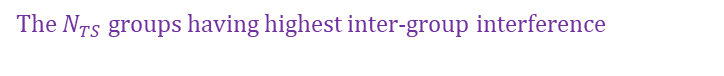 The N_TS groups having highest inter-group interference